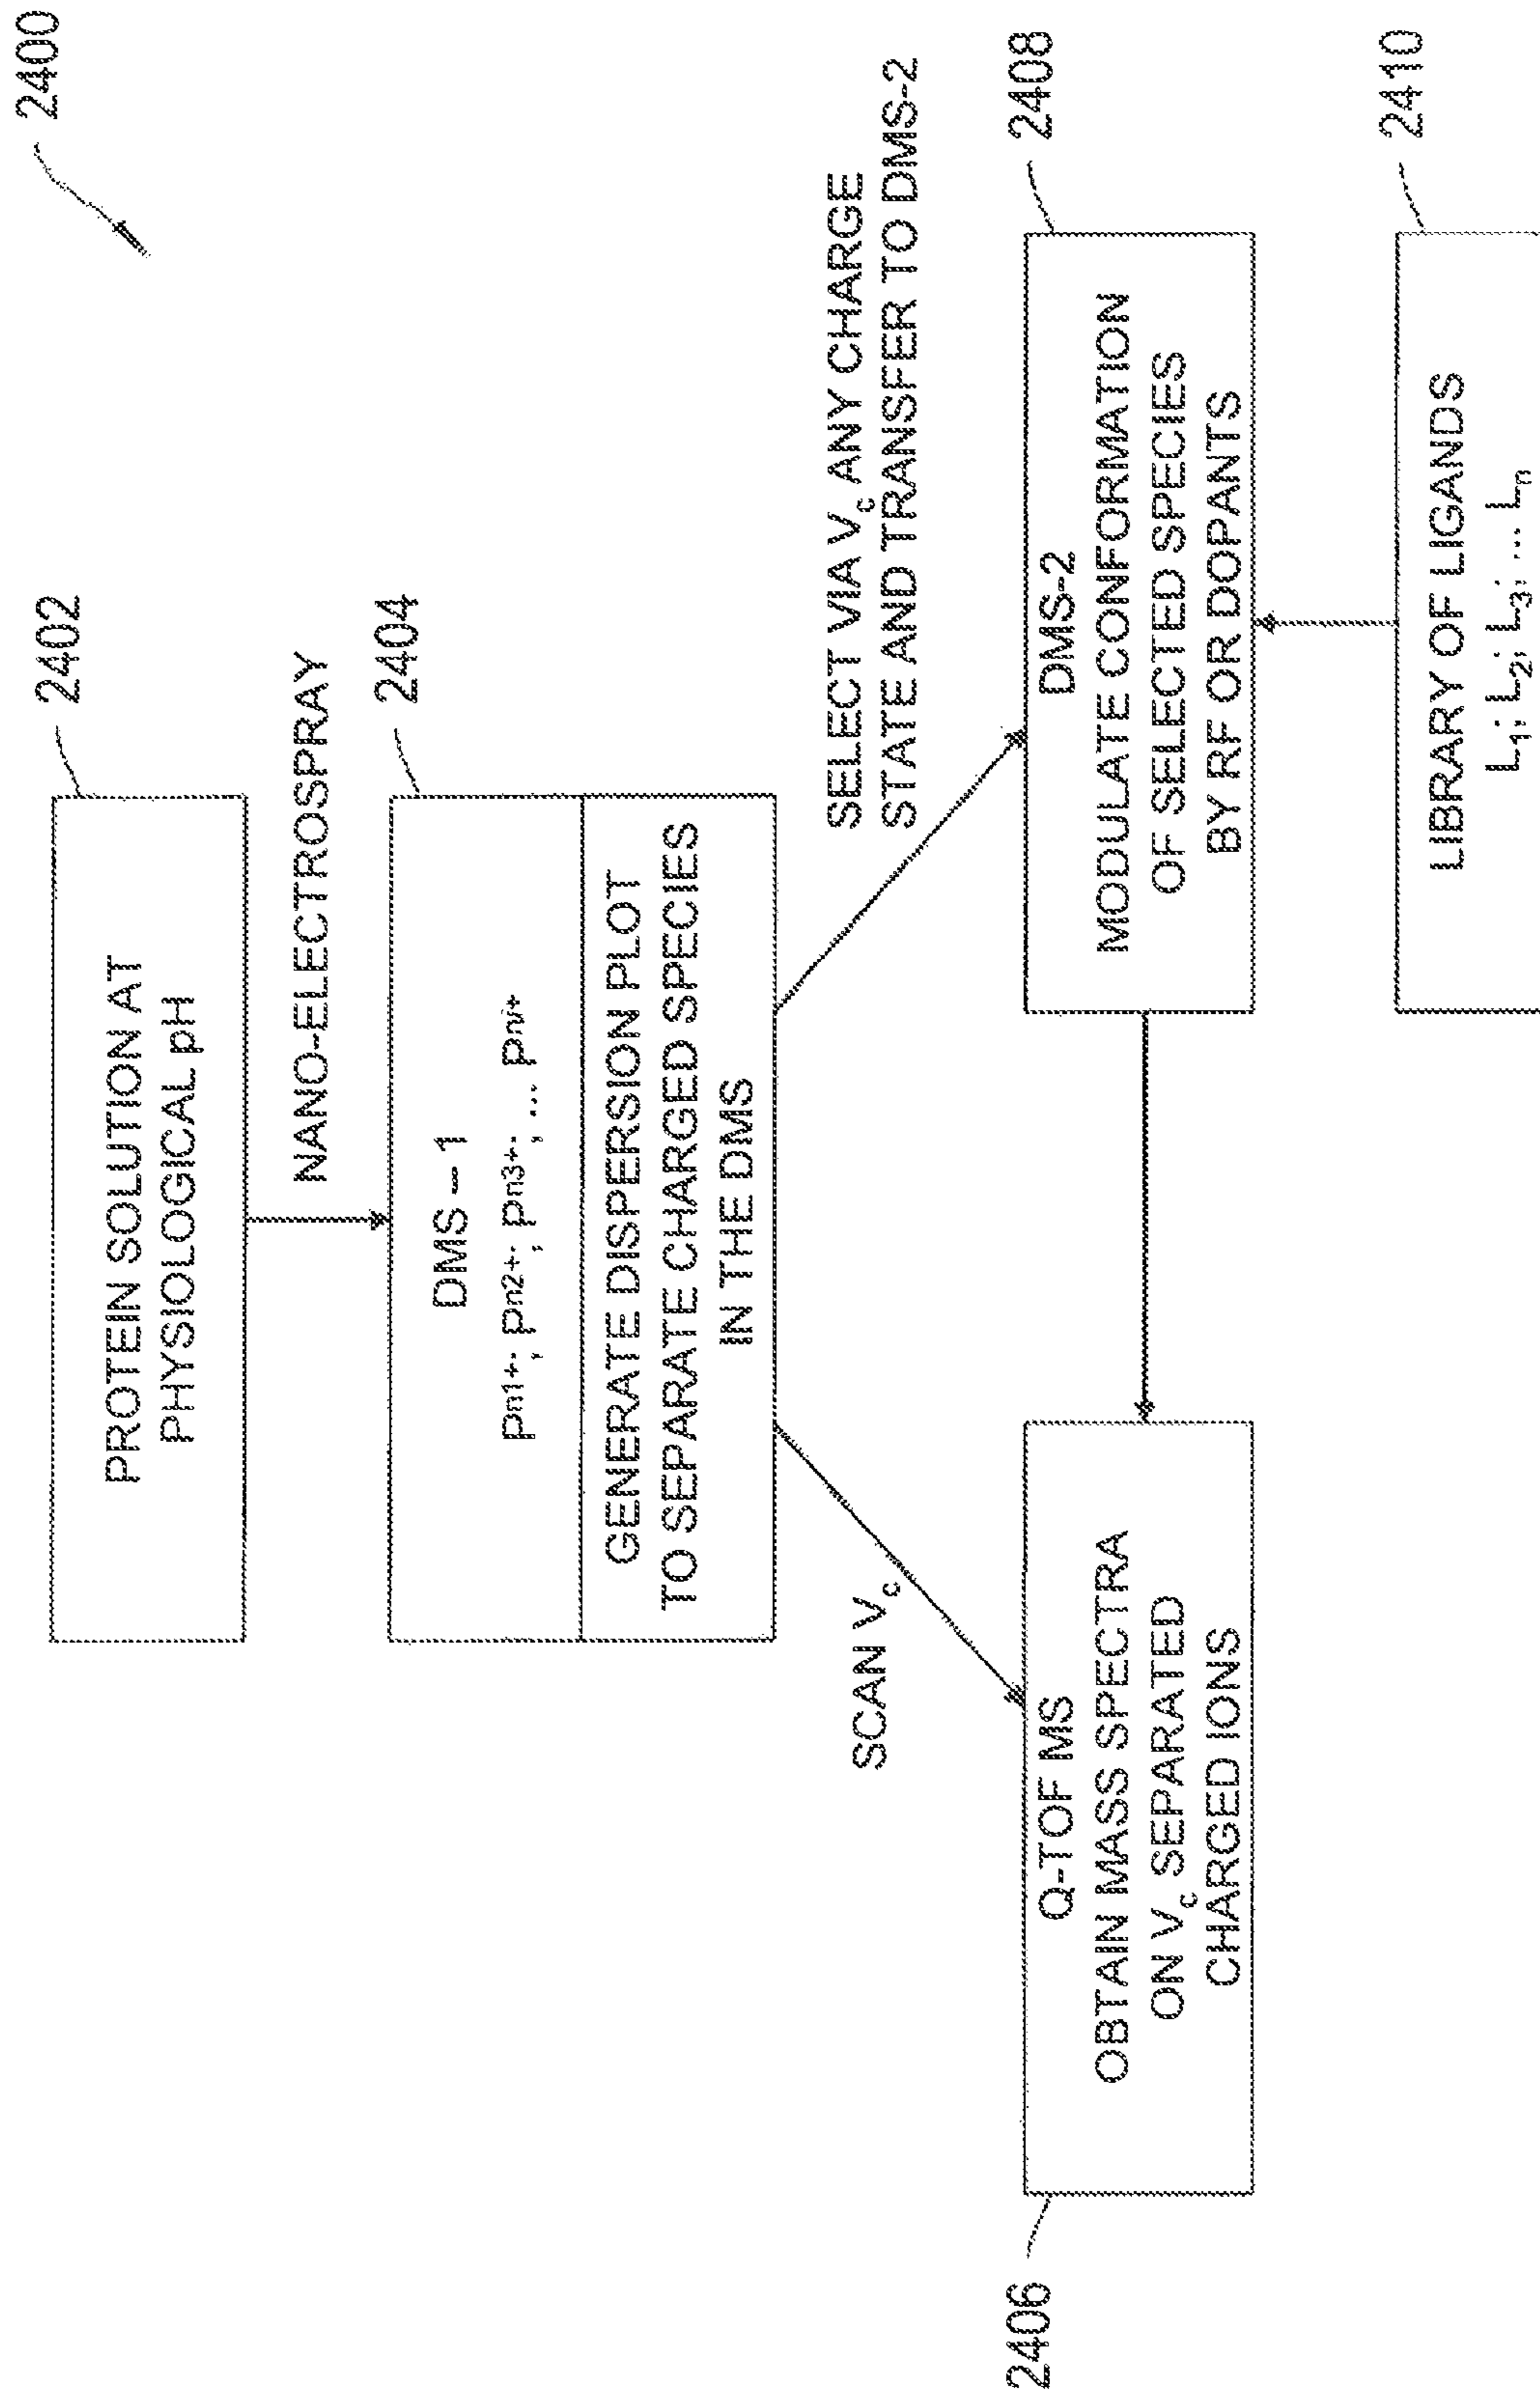 2400
2402
PROTEIN SOLUTION AT
PHYSIOLOGICAL pH
NANO-ELECTROSPRAY
2404
DMS – 1
pn1+; pn2+; pn3+; ... pni+
GENERATE DISPERSION PLOT
TO SEPARATE CHARGED SPECIES
IN THE DMS
SCAN Vc
SELECT VIA Vc ANY CHARGE
STATE AND TRANSFER TO DMS-2
2406
Q-TOF MS
OBTAIN MASS SPECTRA
ON Vc SEPARATED
CHARGED IONS
2408
DMS-2
MODULATE CONFORMATION
OF SELECTED SPECIES
BY RF OR DOPANTS
2410
LIBRARY OF LIGANDS
L1; L2; L3; ... Ln